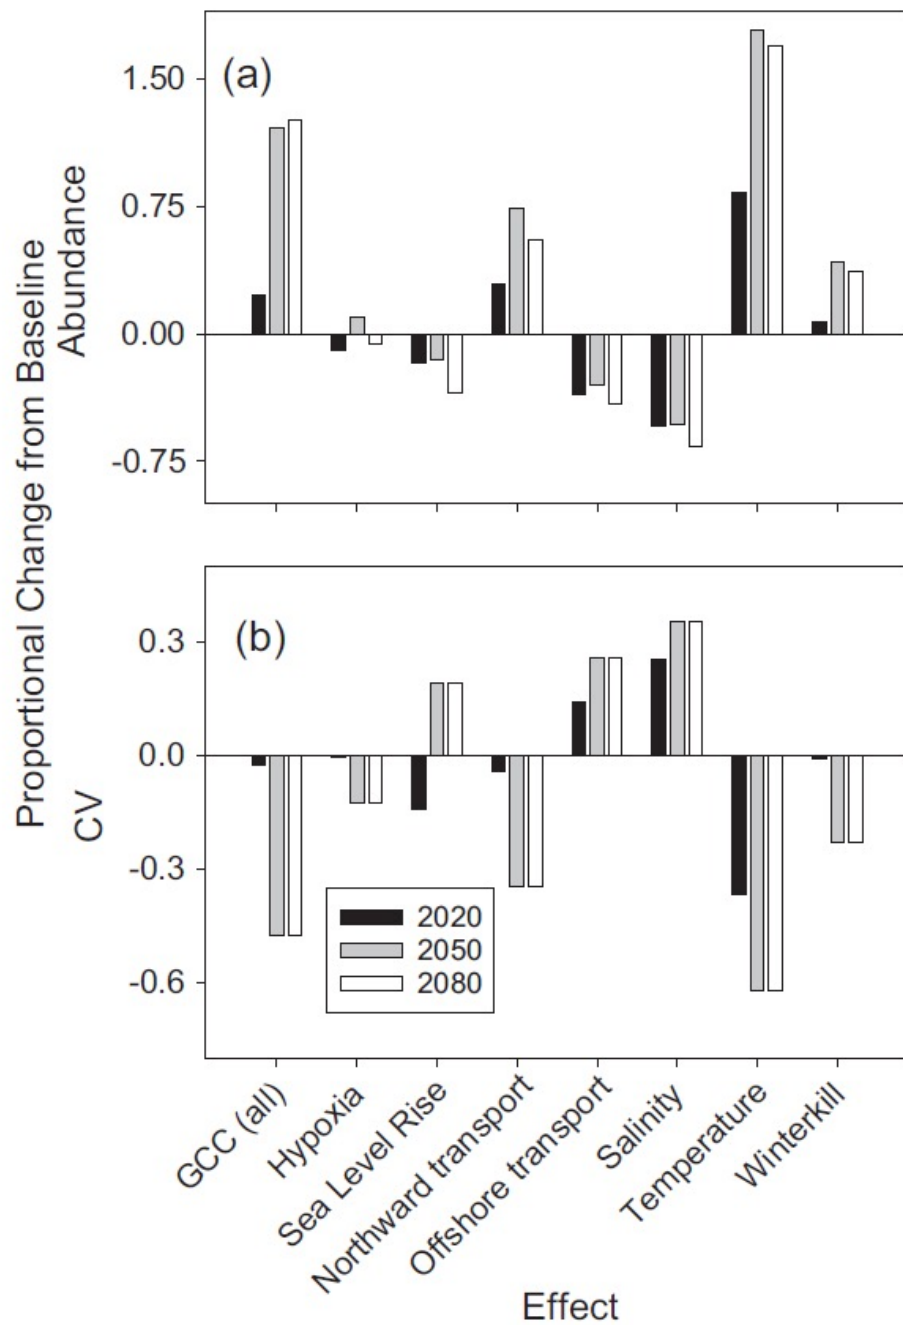 Proportional Change from Baseline
Abundance
CV
(a)
1.50
0.75
0.00
-0.75
(b)
0.3
0.0
-0.3
-0.6
2020
2050
2080
GCC (all)
Hypoxia
Sea Level Rise
Northward transport
Offshore transport
Salinity
Temperature
Winterkill
Effect